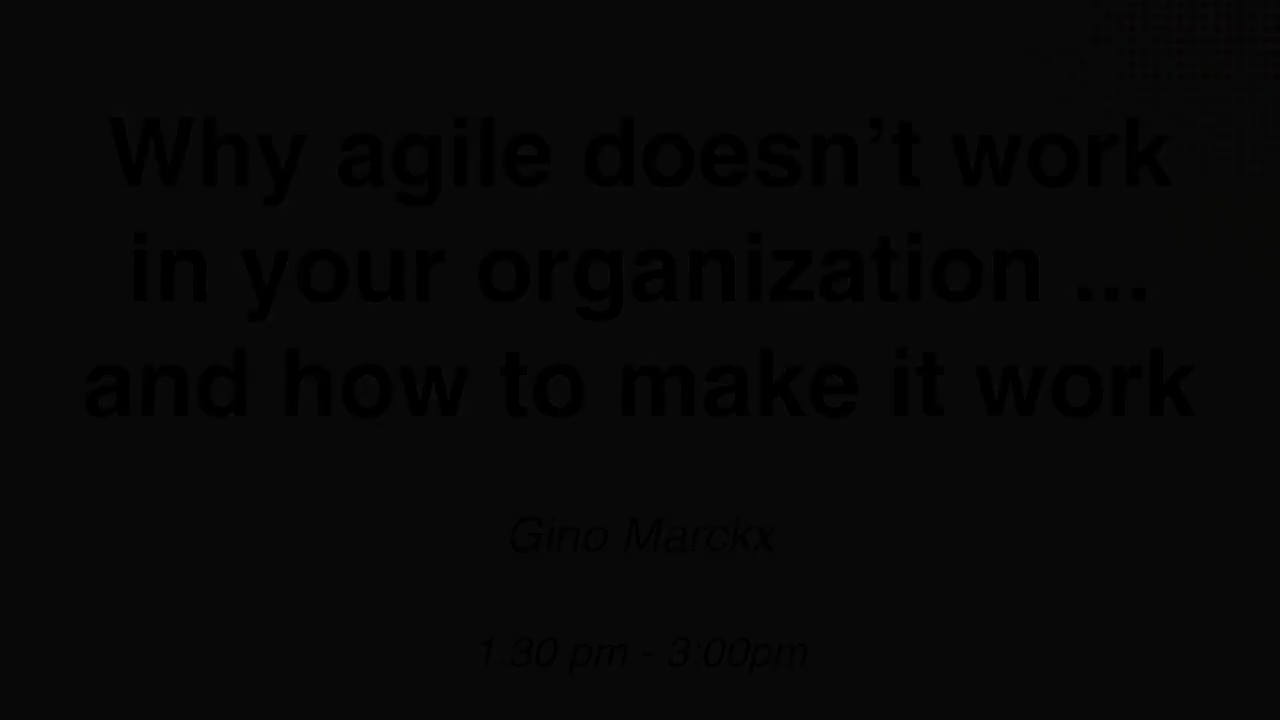 Why agile doesn’t work
in your organization ...
and how to make it work
Gino Marckx
1.30 pm - 3:00pm